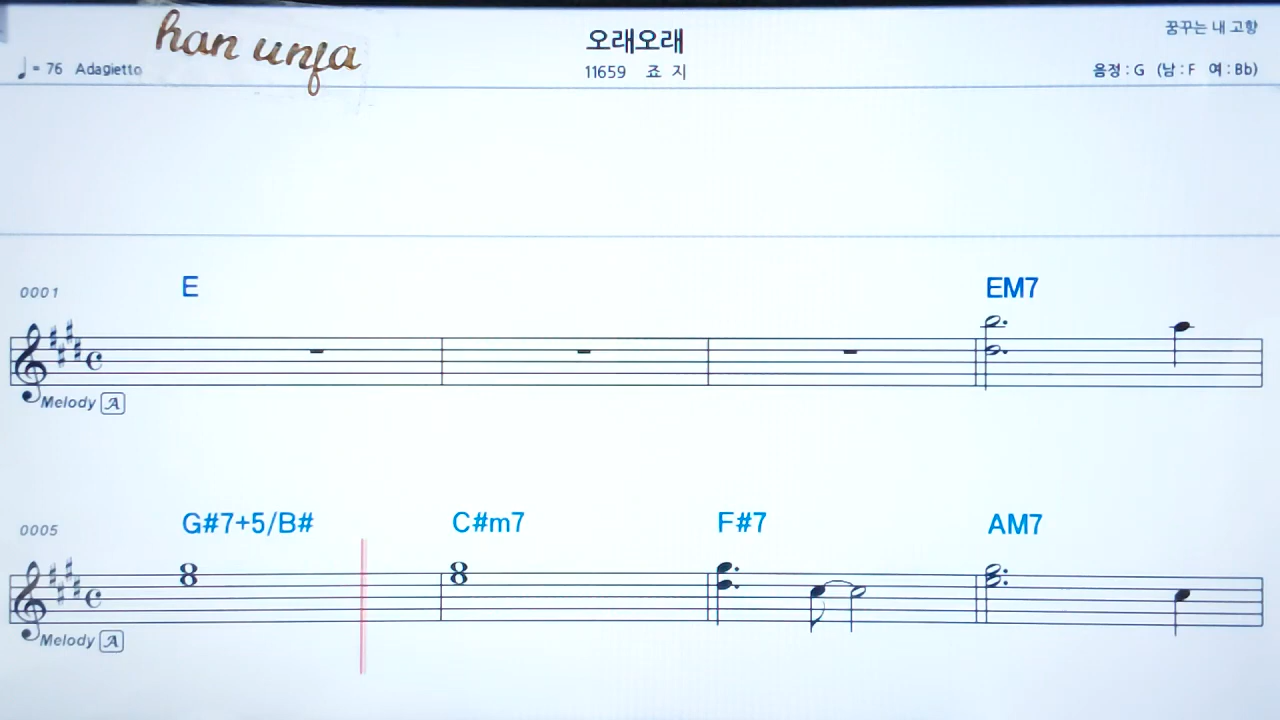 han unja
오래오래
꿈꾸는 내 고향
♩= 76 Adagietto
11659 죠 지
음정 : G (남 : F 여 : Bb)
0001 E EM7
Melody A
0005 G#7+5/B# C#m7 F#7 AM7
Melody A